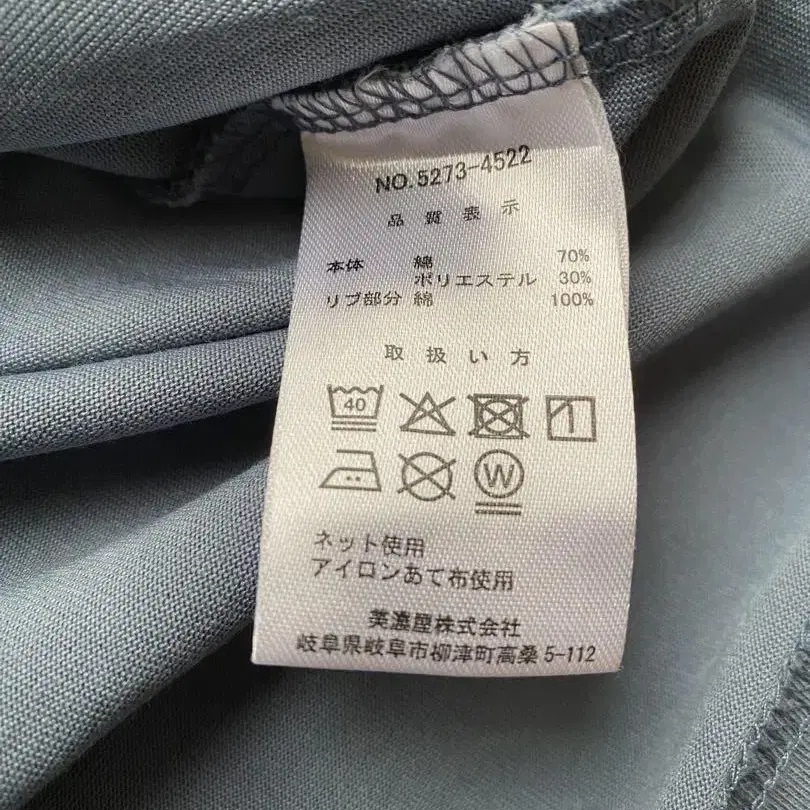 NO.5273-4522
品質表示
本体 綿 70%
ポリエステル 30%
リブ部分 綿 100%
取扱い方
40
W
ネット使用
アイロンあて布使用
美濃屋株式会社
岐阜県岐阜市柳津町高桑5-112